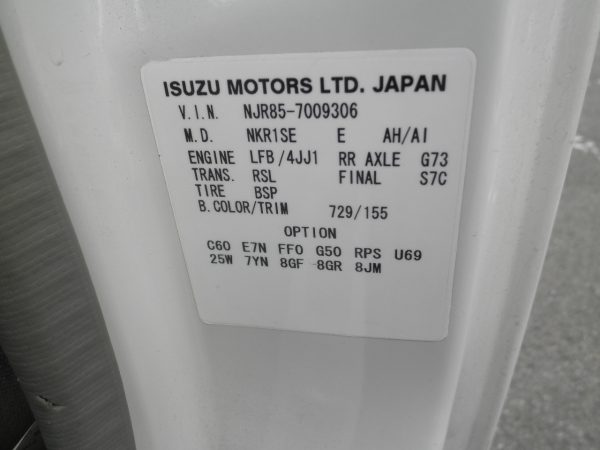 ISUZU MOTORS LTD. JAPAN
V.I.N. NJR85-7009306
M.D. NKR1SE E AH/AI
ENGINE LFB/4JJ1 RR AXLE G73
TRANS. RSL FINAL S7C
TIRE BSP
B.COLOR/TRIM 729/155
OPTION
C60 E7N FF0 G50 RPS U69
25W 7YN 8GF 8GR 8JM